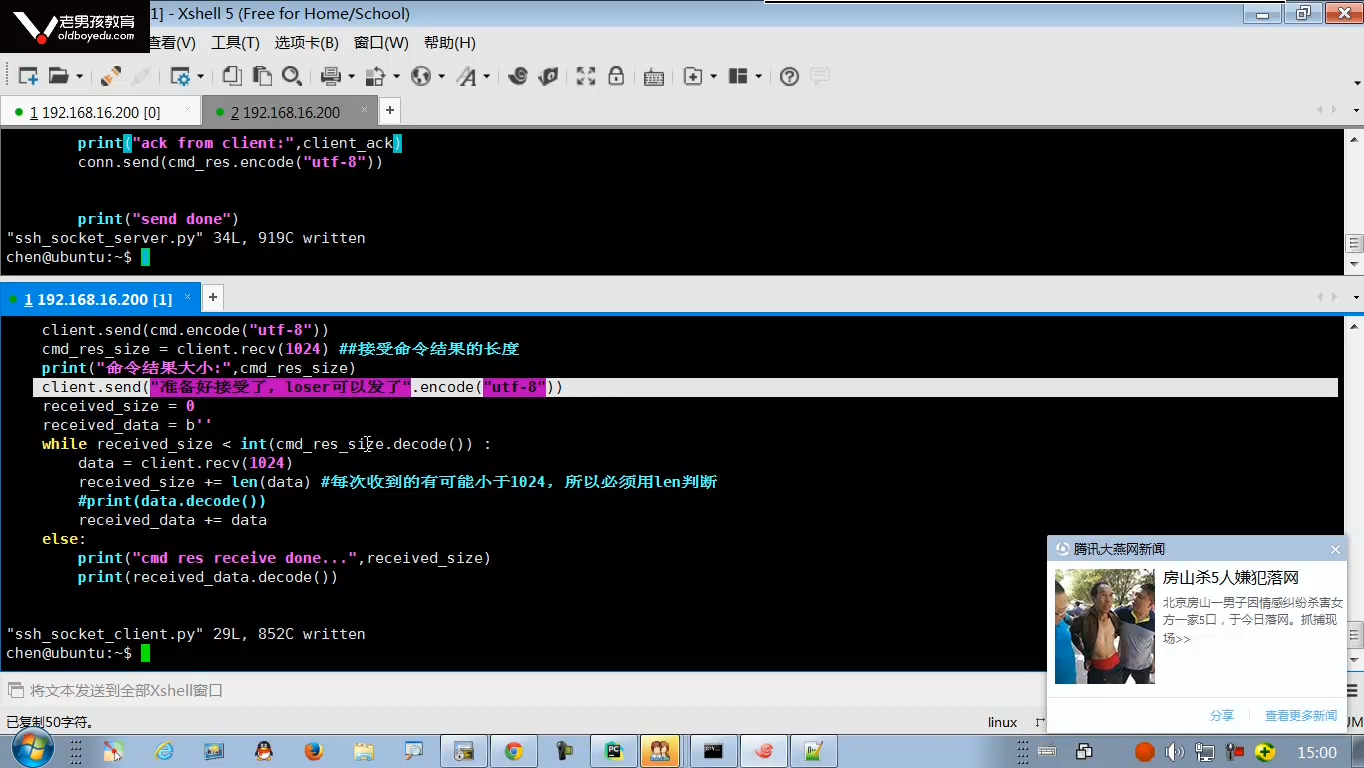 老男孩教育
oldboyedu.com
1] - Xshell 5 (Free for Home/School)
查看(V) 工具(T) 选项卡(B) 窗口(W) 帮助(H)
1 192.168.16.200 [0]
2 192.168.16.200
+
print("ack from client:",client_ack)
conn.send(cmd_res.encode("utf-8"))
print("send done")
"ssh_socket_server.py" 34L, 919C written
chen@ubuntu:~$
1 192.168.16.200 [1]
+
client.send(cmd.encode("utf-8"))
cmd_res_size = client.recv(1024) ##接受命令结果的长度
print("命令结果大小:",cmd_res_size)
client.send("准备好接受了, loser可以发了".encode("utf-8"))
received_size = 0
received_data = b''
while received_size < int(cmd_res_size.decode()) :
data = client.recv(1024)
received_size += len(data) #每次收到的有可能小于1024, 所以必须用len判断
#print(data.decode())
received_data += data
else:
print("cmd res receive done...",received_size)
print(received_data.decode())
"ssh_socket_client.py" 29L, 852C written
chen@ubuntu:~$
腾讯大燕网新闻
房山杀5人嫌犯落网
北京房山一男子因情感纠纷杀害女
方一家5口，于今日落网。抓捕现
场>>
分享 查看更多新闻
将文本发送到全部Xshell窗口
已复制50字符。
linux
UM
15:00